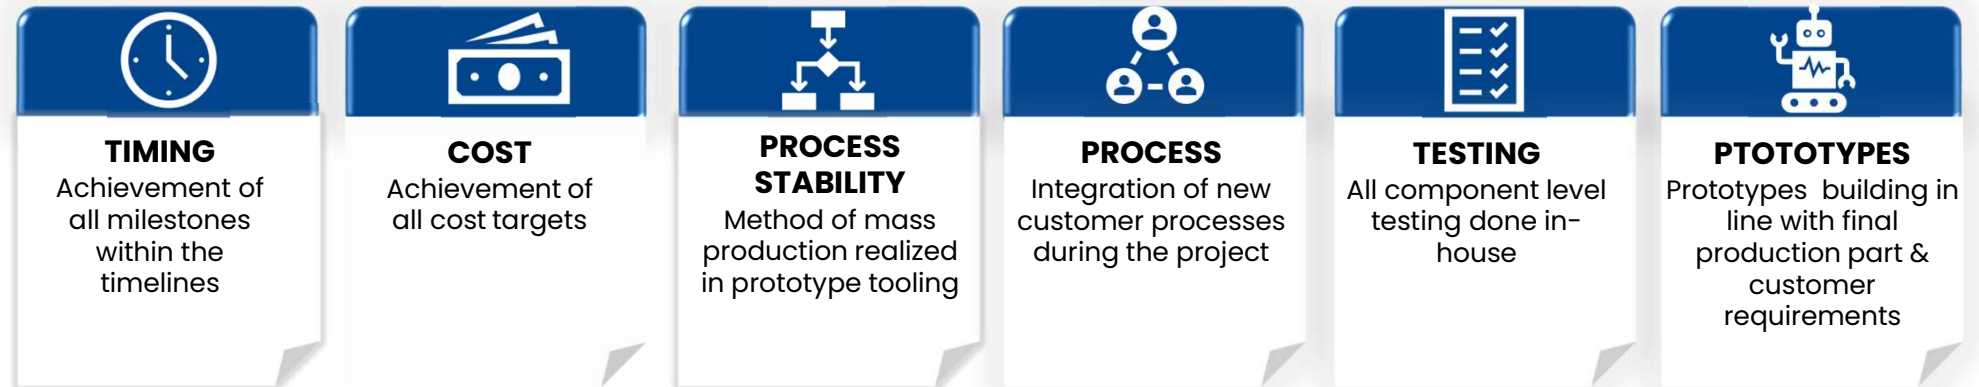 TIMING
Achievement of
all milestones
within the
timelines
COST
Achievement of
all cost targets
PROCESS
STABILITY
Method of mass
production realized
in prototype tooling
PROCESS
Integration of new
customer processes
during the project
TESTING
All component level
testing done in-
house
PTOTOTYPES
Prototypes  building in
line with final
production part &
customer
requirements